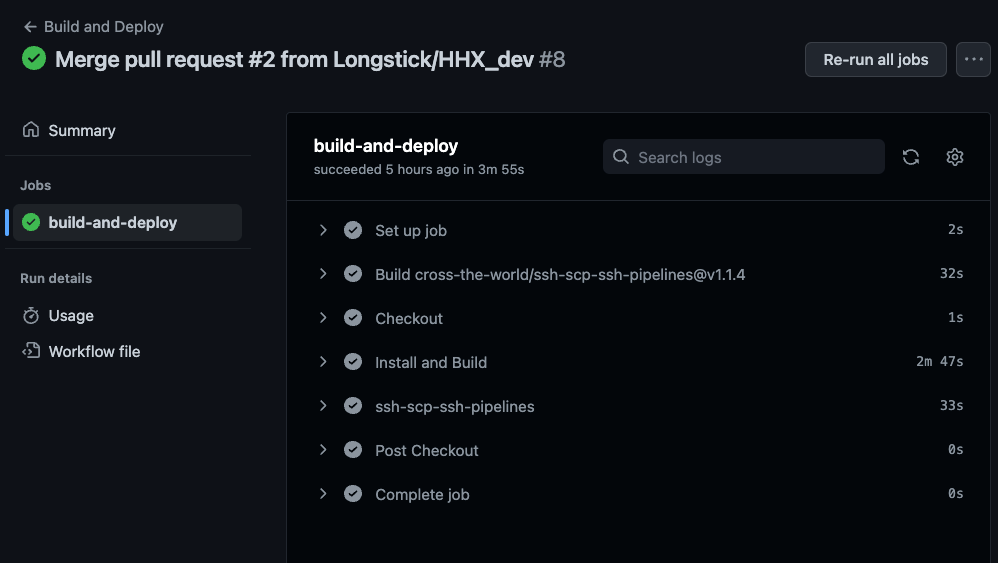 ← Build and Deploy
Merge pull request #2 from Longstick/HHX_dev #8
Re-run all jobs
...
Summary
Jobs
build-and-deploy
Run details
Usage
Workflow file
build-and-deploy
succeeded 5 hours ago in 3m 55s
Search logs
Set up job 2s
Build cross-the-world/ssh-scp-ssh-pipelines@v1.1.4 32s
Checkout 1s
Install and Build 2m 47s
ssh-scp-ssh-pipelines 33s
Post Checkout 0s
Complete job 0s